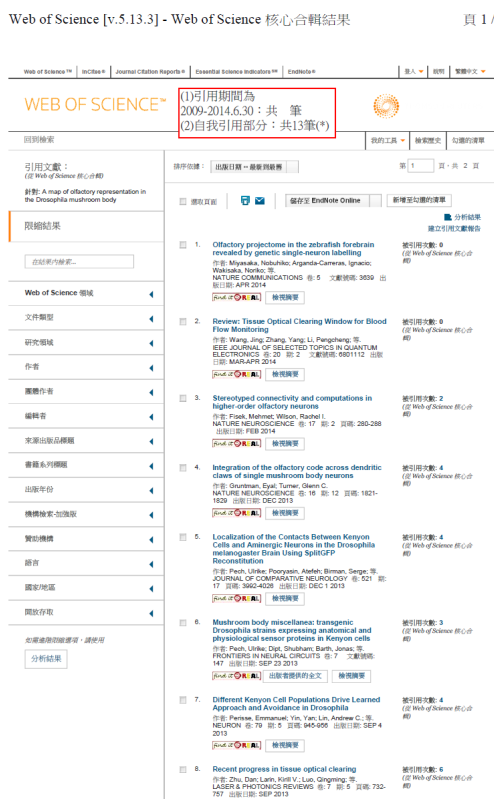 Web of Science [v.5.13.3] - Web of Science 核心合輯結果
頁 1 /
Web of Science ™ InCites ® Journal Citation Reports ® Essential Science Indicators ℠ EndNote ®
登入 說明 繁體中文
WEB OF SCIENCE™
(1)引用期間為
2009-2014.6.30：共 筆
(2)自我引用部分：共13筆(*)
回到檢索
我的工具 檢索歷史 勾選的清單
引用文獻：
(從 Web of Science 核心合輯)
針對: A map of olfactory representation in
the Drosophila mushroom body
排序依據： 出版日期 -- 最新到最舊
第 1 頁，共 2 頁
選取頁面
儲存至 EndNote Online
新增至勾選的清單
分析結果
建立引用文獻報告
限縮結果
在結果內檢索...
Web of Science 領域
文件類型
研究領域
作者
團體作者
編輯者
來源出版品標題
書籍系列標題
出版年份
機構檢索-加強版
贊助機構
語言
國家/地區
開放存取
如需進階限縮選項，請使用
分析結果
1. Olfactory projectome in the zebrafish forebrain
revealed by genetic single-neuron labelling
作者: Miyasaka, Nobuhiko; Arganda-Carreras, Ignacio;
Wakisaka, Noriko; 等.
NATURE COMMUNICATIONS 卷: 5 文獻號碼: 3639 出
版日期: APR 2014
find it @ REAL 檢視摘要
被引用次數: 0
(從 Web of Science 核心合
輯)
2. Review: Tissue Optical Clearing Window for Blood
Flow Monitoring
作者: Wang, Jing; Zhang, Yang; Li, Pengcheng; 等.
IEEE JOURNAL OF SELECTED TOPICS IN QUANTUM
ELECTRONICS 卷: 20 期: 2 文獻號碼: 6801112 出版
日期: MAR-APR 2014
find it @ REAL 檢視摘要
被引用次數: 0
(從 Web of Science 核心合
輯)
3. Stereotyped connectivity and computations in
higher-order olfactory neurons
作者: Fisek, Mehmet; Wilson, Rachel I.
NATURE NEUROSCIENCE 卷: 17 期: 2 頁碼: 280-288
出版日期: FEB 2014
find it @ REAL 檢視摘要
被引用次數: 2
(從 Web of Science 核心合
輯)
4. Integration of the olfactory code across dendritic
claws of single mushroom body neurons
作者: Gruntman, Eyal; Turner, Glenn C.
NATURE NEUROSCIENCE 卷: 16 期: 12 頁碼: 1821-
1829 出版日期: DEC 2013
find it @ REAL 檢視摘要
被引用次數: 4
(從 Web of Science 核心合
輯)
5. Localization of the Contacts Between Kenyon
Cells and Aminergic Neurons in the Drosophila
melanogaster Brain Using SplitGFP
Reconstitution
作者: Pech, Ulrike; Pooryasin, Atefeh; Birman, Serge; 等.
JOURNAL OF COMPARATIVE NEUROLOGY 卷: 521 期:
17 頁碼: 3992-4026 出版日期: DEC 1 2013
find it @ REAL 檢視摘要
被引用次數: 4
(從 Web of Science 核心合
輯)
6. Mushroom body miscellanea: transgenic
Drosophila strains expressing anatomical and
physiological sensor proteins in Kenyon cells
作者: Pech, Ulrike; Dipt, Shubham; Barth, Jonas; 等.
FRONTIERS IN NEURAL CIRCUITS 卷: 7 文獻號碼:
147 出版日期: SEP 23 2013
find it @ REAL 出版者提供的全文 檢視摘要
被引用次數: 3
(從 Web of Science 核心合
輯)
7. Different Kenyon Cell Populations Drive Learned
Approach and Avoidance in Drosophila
作者: Perisse, Emmanuel; Yin, Yan; Lin, Andrew C.; 等.
NEURON 卷: 79 期: 5 頁碼: 945-956 出版日期: SEP 4
2013
find it @ REAL 檢視摘要
被引用次數: 4
(從 Web of Science 核心合
輯)
8. Recent progress in tissue optical clearing
作者: Zhu, Dan; Larin, Kirill V.; Luo, Qingming; 等.
LASER & PHOTONICS REVIEWS 卷: 7 期: 5 頁碼: 732-
757 出版日期: SEP 2013
被引用次數: 6
(從 Web of Science 核心合
輯)